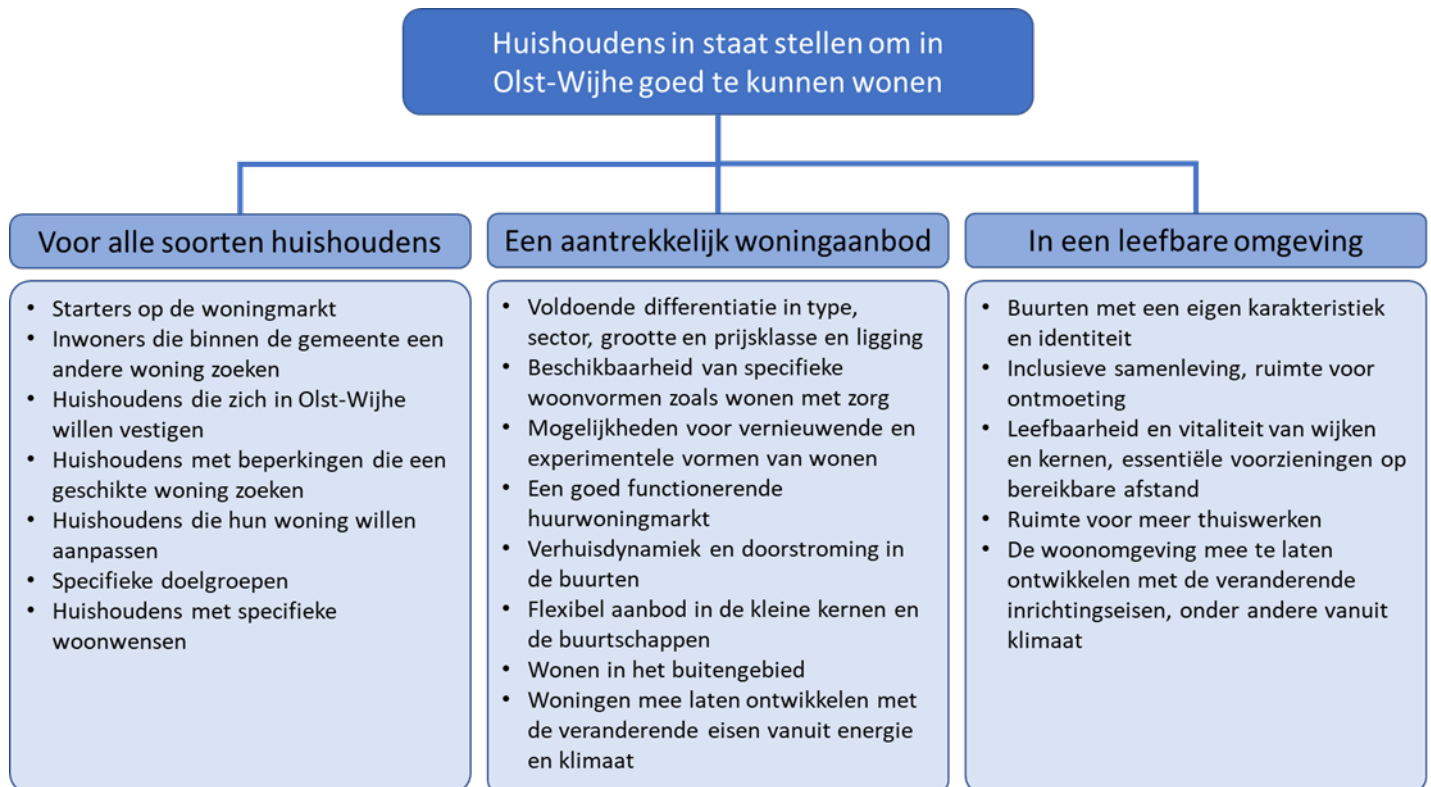 Huishoudens in staat stellen om in
Olst-Wijhe goed te kunnen wonen
Voor alle soorten huishoudens
• Starters op de woningmarkt
• Inwoners die binnen de gemeente een
andere woning zoeken
• Huishoudens die zich in Olst-Wijhe
willen vestigen
• Huishoudens met beperkingen die een
geschikte woning zoeken
• Huishoudens die hun woning willen
aanpassen
• Specifieke doelgroepen
• Huishoudens met specifieke
woonwensen
Een aantrekkelijk woningaanbod
• Voldoende differentiatie in type,
sector, grootte en prijsklasse en ligging
• Beschikbaarheid van specifieke
woonvormen zoals wonen met zorg
• Mogelijkheden voor vernieuwende en
experimentele vormen van wonen
• Een goed functionerende
huurwoningmarkt
• Verhuisdynamiek en doorstroming in
de buurten
• Flexibel aanbod in de kleine kernen en
de buurtschappen
• Wonen in het buitengebied
• Woningen mee laten ontwikkelen met
de veranderende eisen vanuit energie
en klimaat
In een leefbare omgeving
• Buurten met een eigen karakteristiek
en identiteit
• Inclusieve samenleving, ruimte voor
ontmoeting
• Leefbaarheid en vitaliteit van wijken
en kernen, essentiële voorzieningen op
bereikbare afstand
• Ruimte voor meer thuiswerken
• De woonomgeving mee te laten
ontwikkelen met de veranderende
inrichtingseisen, onder andere vanuit
klimaat